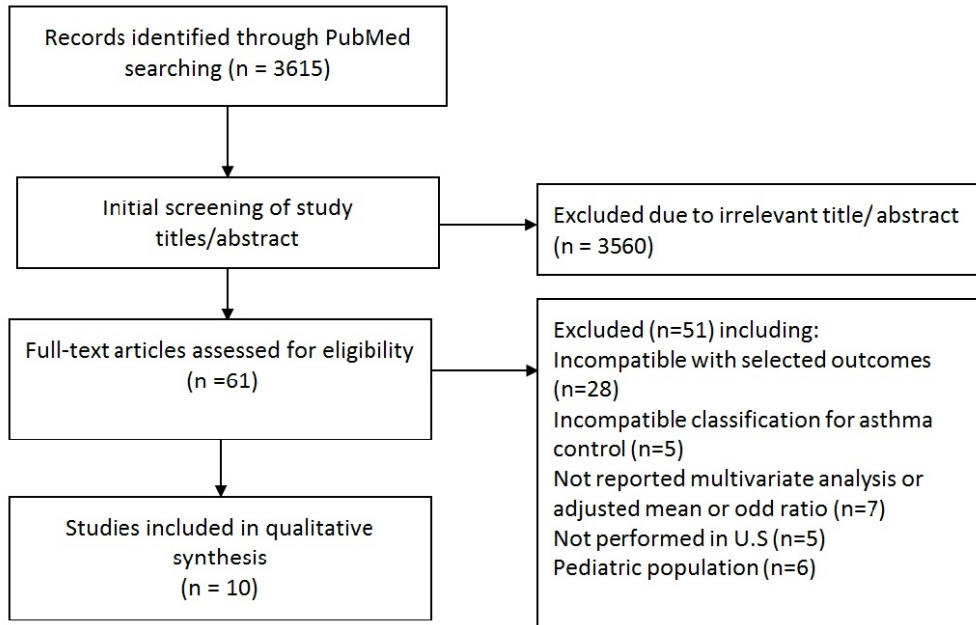 Records identified through PubMed
searching (n = 3615)
Initial screening of study
titles/abstract
Excluded due to irrelevant title/ abstract
(n = 3560)
Full-text articles assessed for eligibility
(n =61)
Excluded (n=51) including:
Incompatible with selected outcomes
(n=28)
Incompatible classification for asthma
control (n=5)
Not reported multivariate analysis or
adjusted mean or odd ratio (n=7)
Not performed in U.S (n=5)
Pediatric population (n=6)
Studies included in qualitative
synthesis
(n = 10)